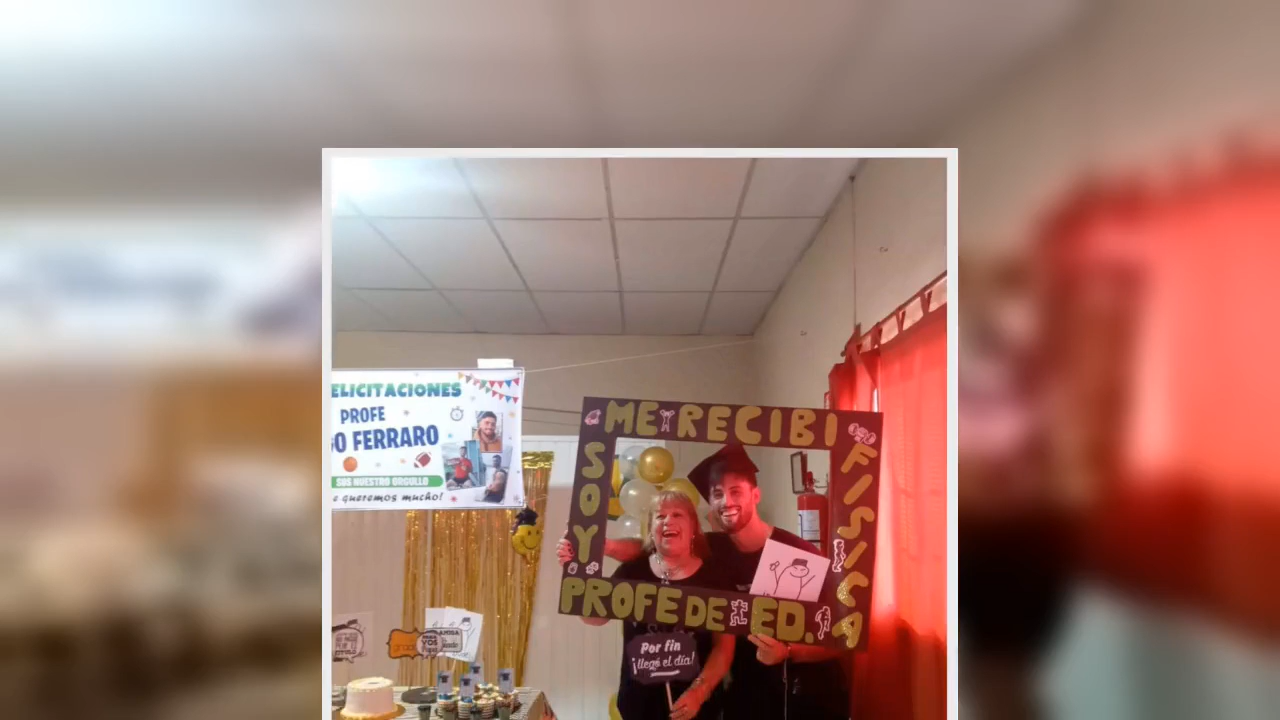 ELICITACIONES
PROFE
O FERRARO
SOS NUESTRO ORGULLO
e queremos mucho!
ME RECIBI
SOY
PROFE DE ED.
FISICA
Por fin
¡llegó el día!
VOS